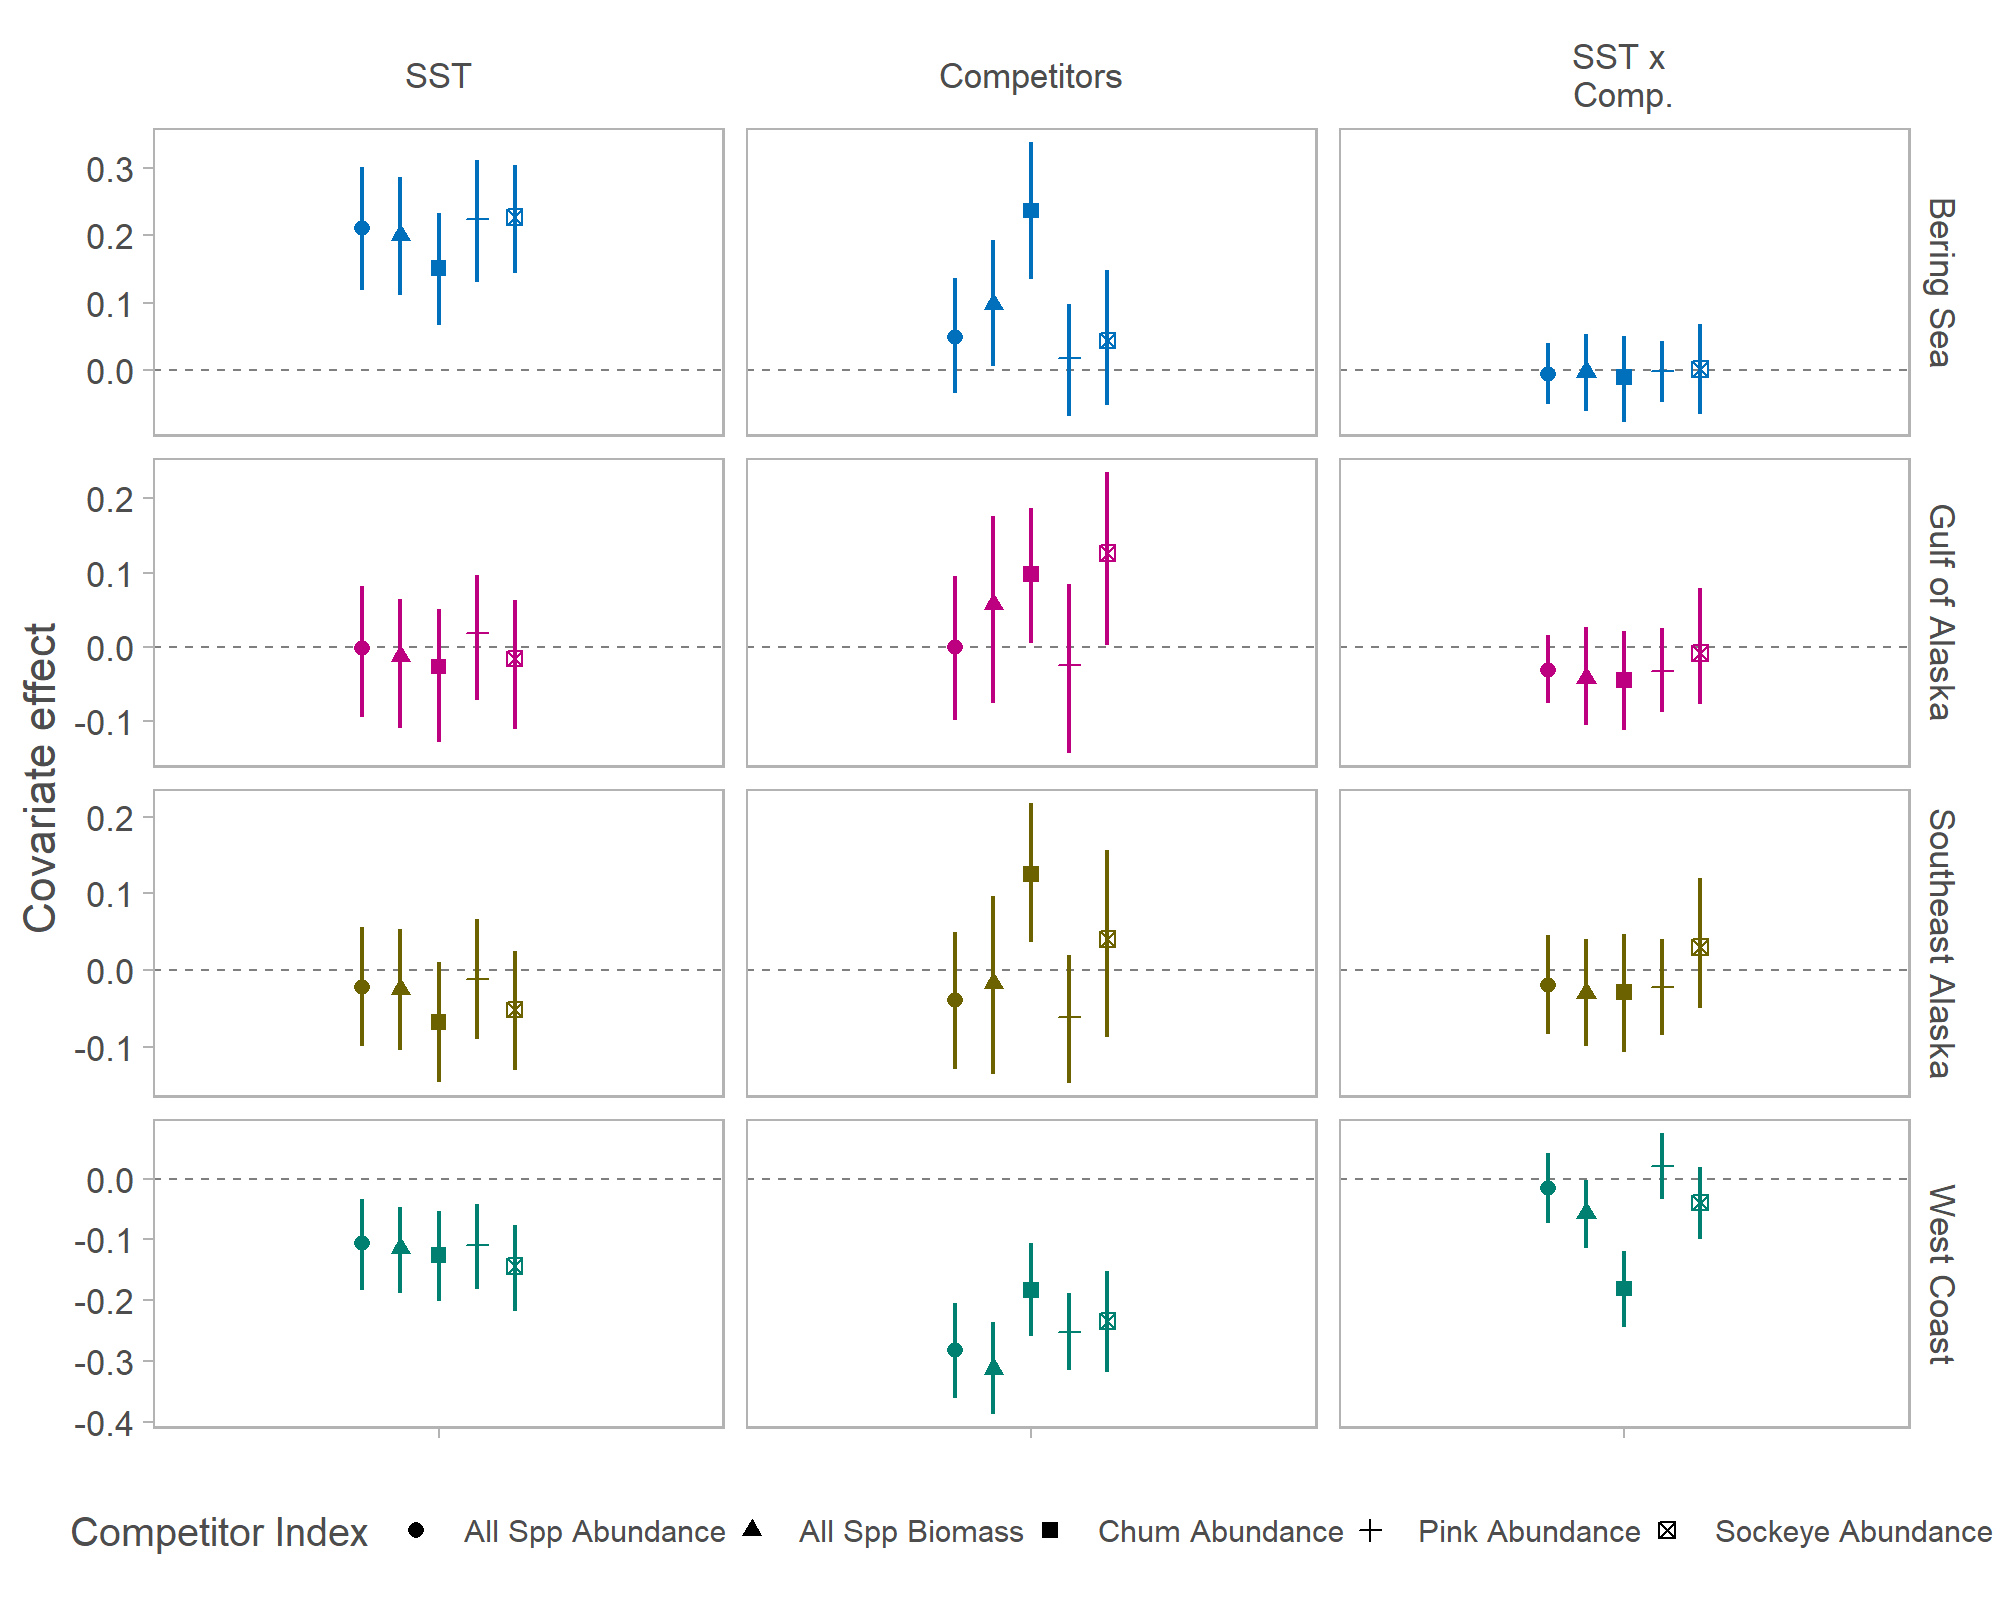 SST
Competitors
SST x
Comp.
0.3
0.2
0.1
0.0
Bering Sea
0.2
0.1
0.0
-0.1
Gulf of Alaska
Covariate effect
0.2
0.1
0.0
-0.1
Southeast Alaska
0.0
-0.1
-0.2
-0.3
-0.4
West Coast
Competitor Index
All Spp Abundance
All Spp Biomass
Chum Abundance
Pink Abundance
Sockeye Abundance